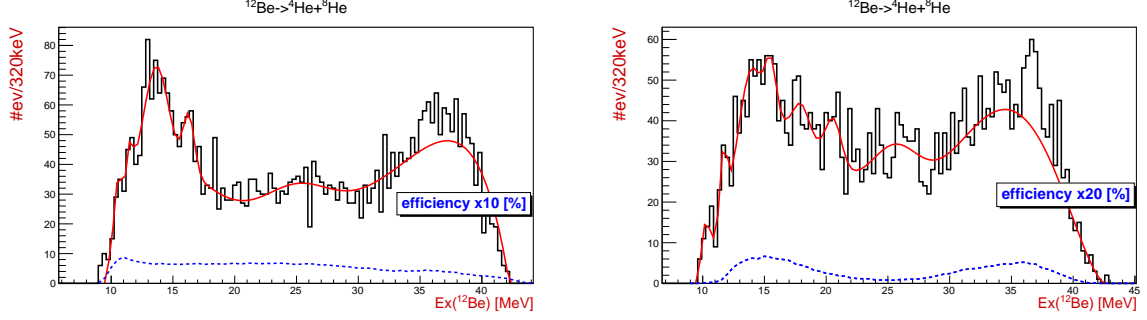 ¹²Be->⁴He+⁸He
#ev/320keV
80
70
60
50
40
30
20
10
0
efficiency x10 [%]
10 15 20 25 30 35 40
Ex(¹²Be) [MeV]
¹²Be->⁴He+⁸He
#ev/320keV
60
50
40
30
20
10
0
efficiency x20 [%]
10 15 20 25 30 35 40 45
Ex(¹²Be) [MeV]